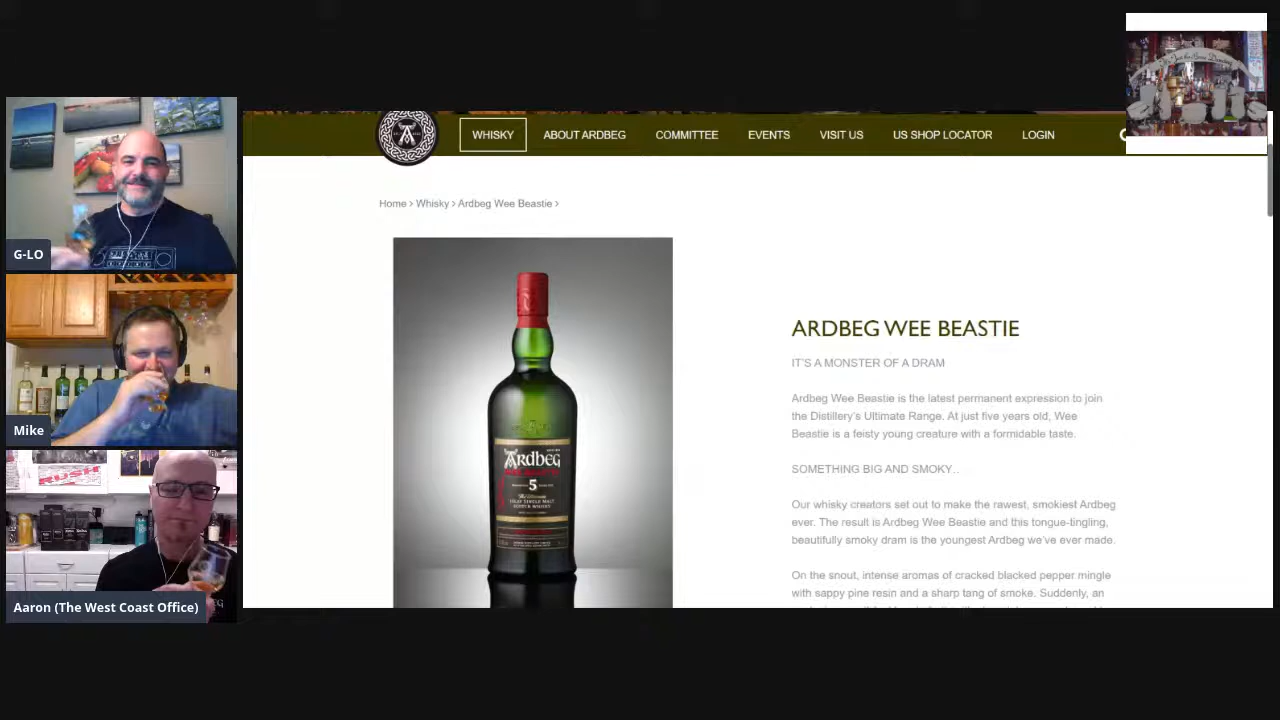 G-LO
Mike
RUSH
Aaron (The West Coast Office)
WHISKY ABOUT ARDBEG COMMITTEE EVENTS VISIT US US SHOP LOCATOR LOGIN
Home › Whisky › Ardbeg Wee Beastie ›
ARDBEG
5
ARDBEG WEE BEASTIE
IT'S A MONSTER OF A DRAM
Ardbeg Wee Beastie is the latest permanent expression to join
the Distillery's Ultimate Range. At just five years old, Wee
Beastie is a feisty young creature with a formidable taste.
SOMETHING BIG AND SMOKY..
Our whisky creators set out to make the rawest, smokiest Ardbeg
ever. The result is Ardbeg Wee Beastie and this tongue-tingling,
beautifully smoky dram is the youngest Ardbeg we've ever made.
On the snout, intense aromas of cracked blacked pepper mingle
with sappy pine resin and a sharp tang of smoke. Suddenly, an